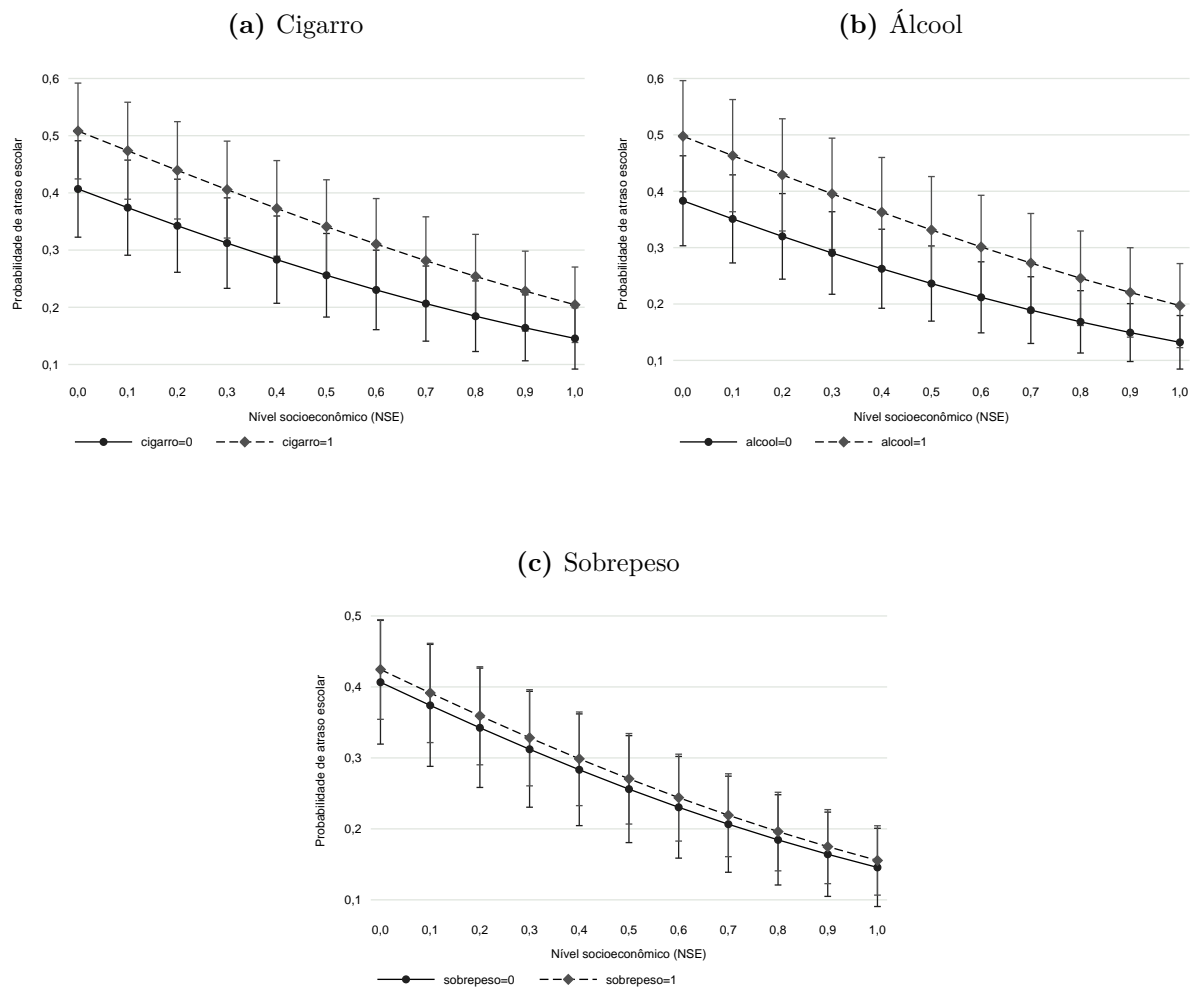 (a) Cigarro
0,6
0,5
0,4
0,3
0,2
0,1
Probabilidade de atraso escolar
0,0 0,1 0,2 0,3 0,4 0,5 0,6 0,7 0,8 0,9 1,0
Nível socioeconômico (NSE)
cigarro=0 cigarro=1
(b) Álcool
0,6
0,5
0,4
0,3
0,2
0,1
Probabilidade de atraso escolar
0,0 0,1 0,2 0,3 0,4 0,5 0,6 0,7 0,8 0,9 1,0
Nível socioeconômico (NSE)
alcool=0 alcool=1
(c) Sobrepeso
0,5
0,4
0,3
0,2
0,1
Probabilidade de atraso escolar
0,0 0,1 0,2 0,3 0,4 0,5 0,6 0,7 0,8 0,9 1,0
Nível socioeconômico (NSE)
sobrepeso=0 sobrepeso=1